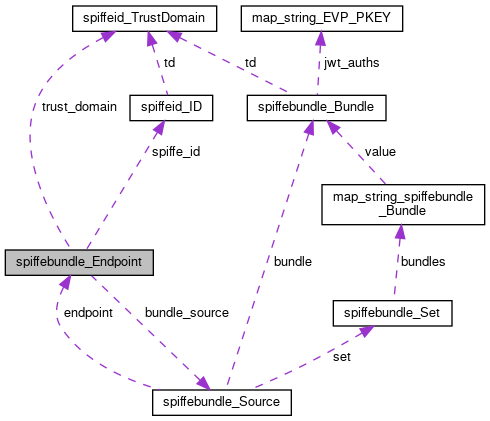 spiffeid_TrustDomain
map_string_EVP_PKEY
td
td
jwt_auths
trust_domain
spiffeid_ID
spiffebundle_Bundle
spiffe_id
value
map_string_spiffebundle
_Bundle
spiffebundle_Endpoint
bundle
bundles
endpoint
bundle_source
spiffebundle_Set
set
spiffebundle_Source